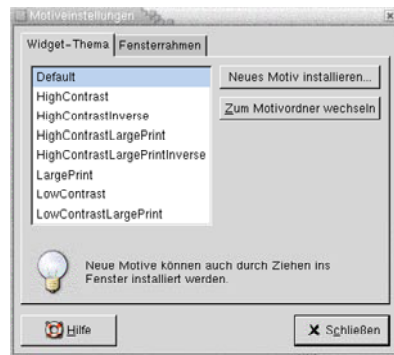 Motiveinstellungen
Widget-Thema Fensterrahmen
Default
HighContrast
HighContrastInverse
HighContrastLargePrint
HighContrastLargePrintInverse
LargePrint
LowContrast
LowContrastLargePrint
Neues Motiv installieren...
Zum Motivordner wechseln
Neue Motive können auch durch Ziehen ins
Fenster installiert werden.
Hilfe
Schließen